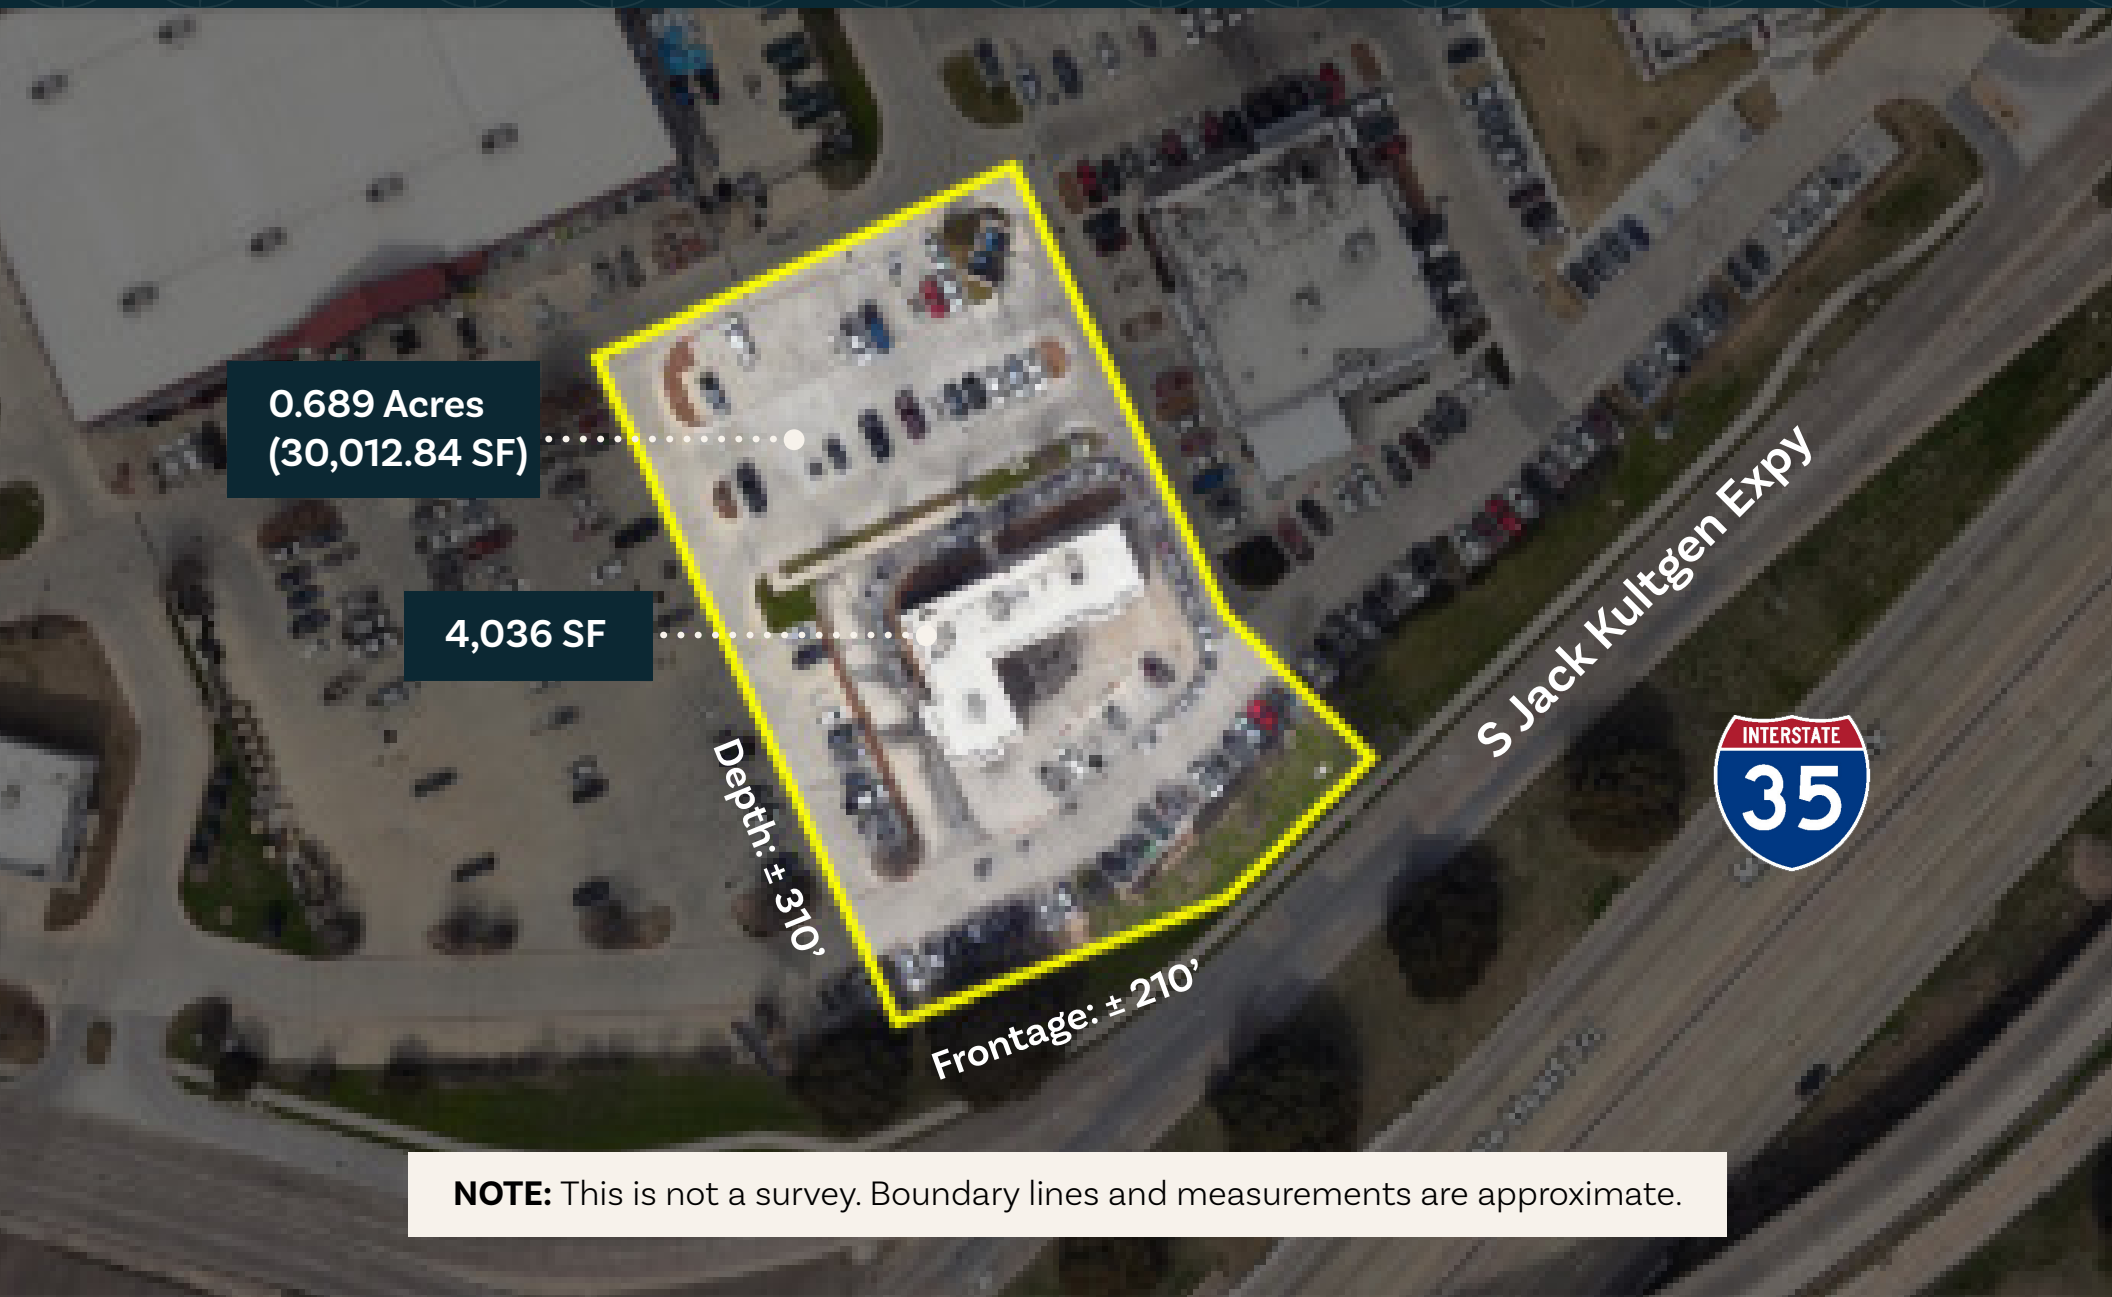 0.689 Acres
(30,012.84 SF)
4,036 SF
Depth: ± 310’
Frontage: ± 210’
S Jack Kultgen Expy
INTERSTATE
35
NOTE: This is not a survey. Boundary lines and measurements are approximate.